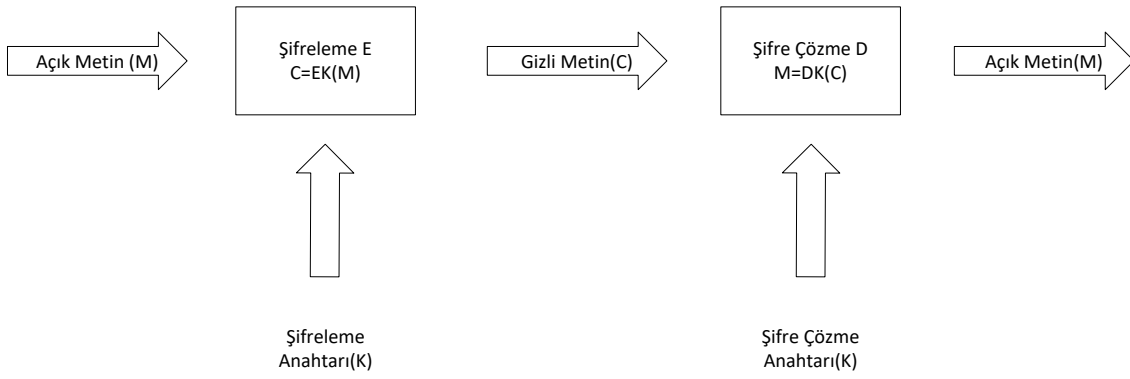 Açık Metin (M)
Şifreleme E
C=EK(M)
Gizli Metin(C)
Şifre Çözme D
M=DK(C)
Açık Metin(M)
Şifreleme
Anahtarı(K)
Şifre Çözme
Anahtarı(K)